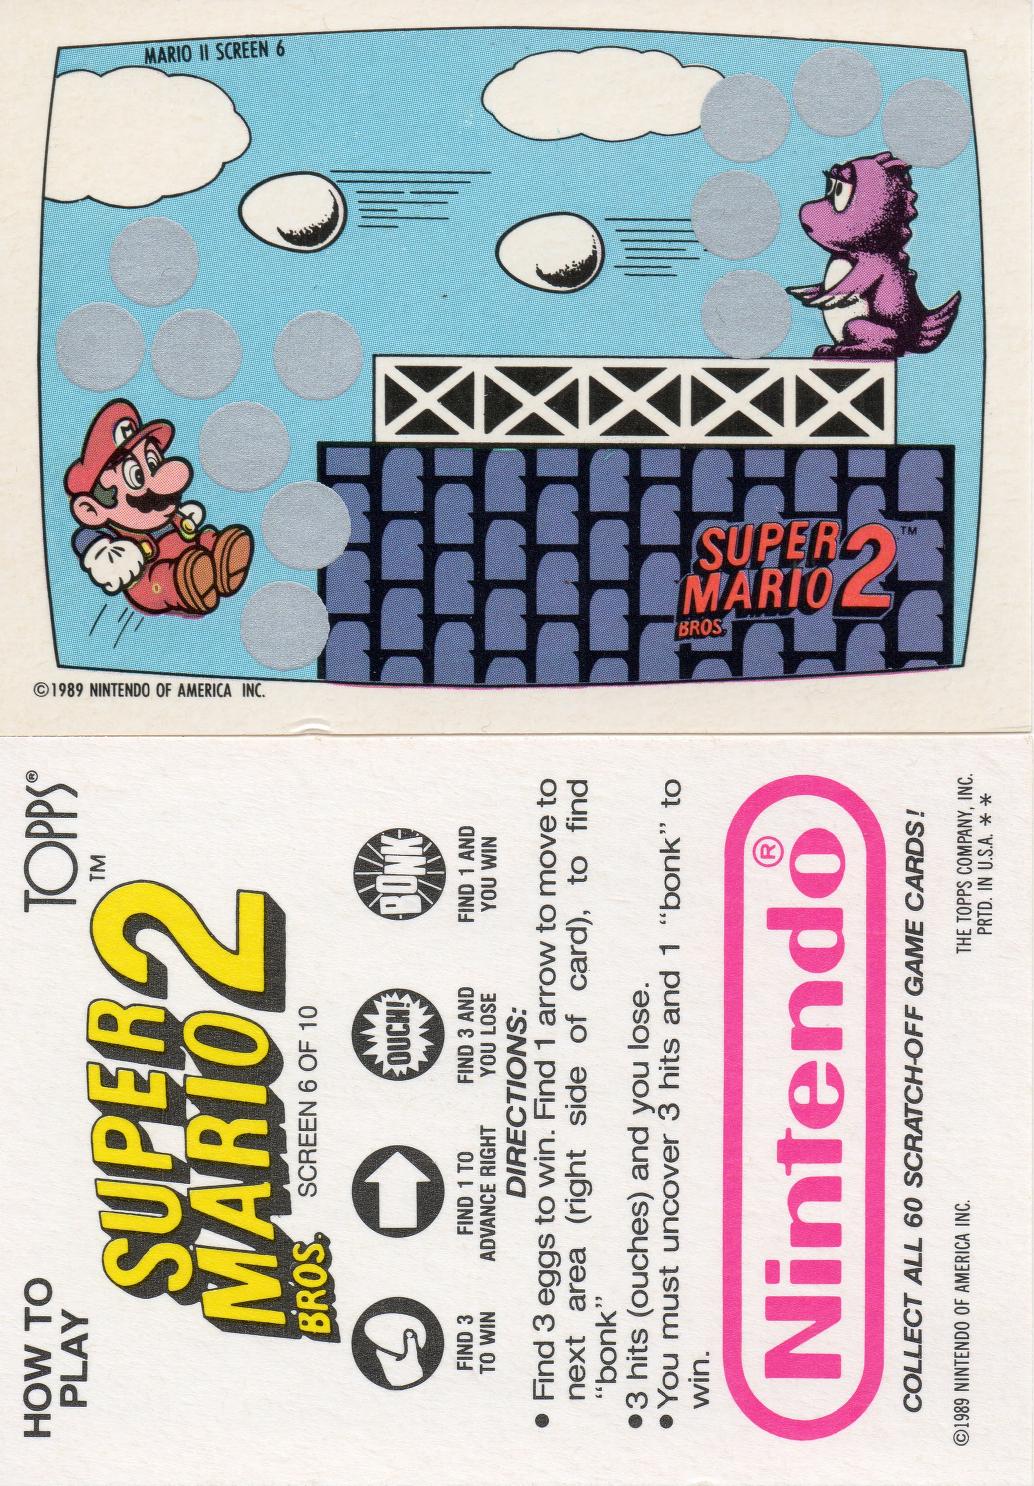 MARIO II SCREEN 6
SUPER
MARIO 2™
BROS.
©1989 NINTENDO OF AMERICA INC.
HOW TO
PLAY
TOPPS®
SUPER
MARIO 2™
BROS.
SCREEN 6 OF 10
FIND 3
TO WIN
FIND 1 TO
ADVANCE RIGHT
OUCH!
FIND 3 AND
YOU LOSE
BONK
FIND 1 AND
YOU WIN
DIRECTIONS:
• Find 3 eggs to win. Find 1 arrow to move to
next area (right side of card), to find
“bonk”
• 3 hits (ouches) and you lose.
• You must uncover 3 hits and 1 “bonk” to
win.
Nintendo®
COLLECT ALL 60 SCRATCH-OFF GAME CARDS!
©1989 NINTENDO OF AMERICA INC.
THE TOPPS COMPANY, INC.
PRTD. IN U.S.A. * *